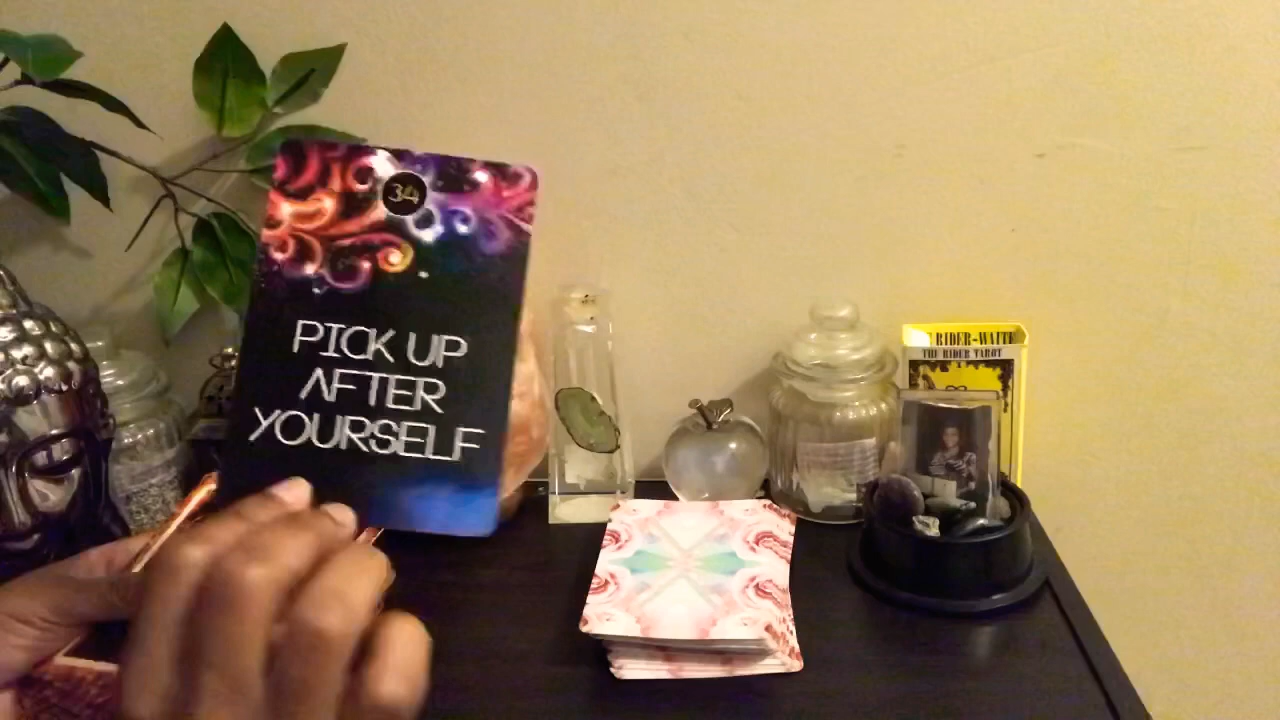 34
PICK UP
AFTER
YOURSELF
RIDER-WAITE
THE RIDER TAROT